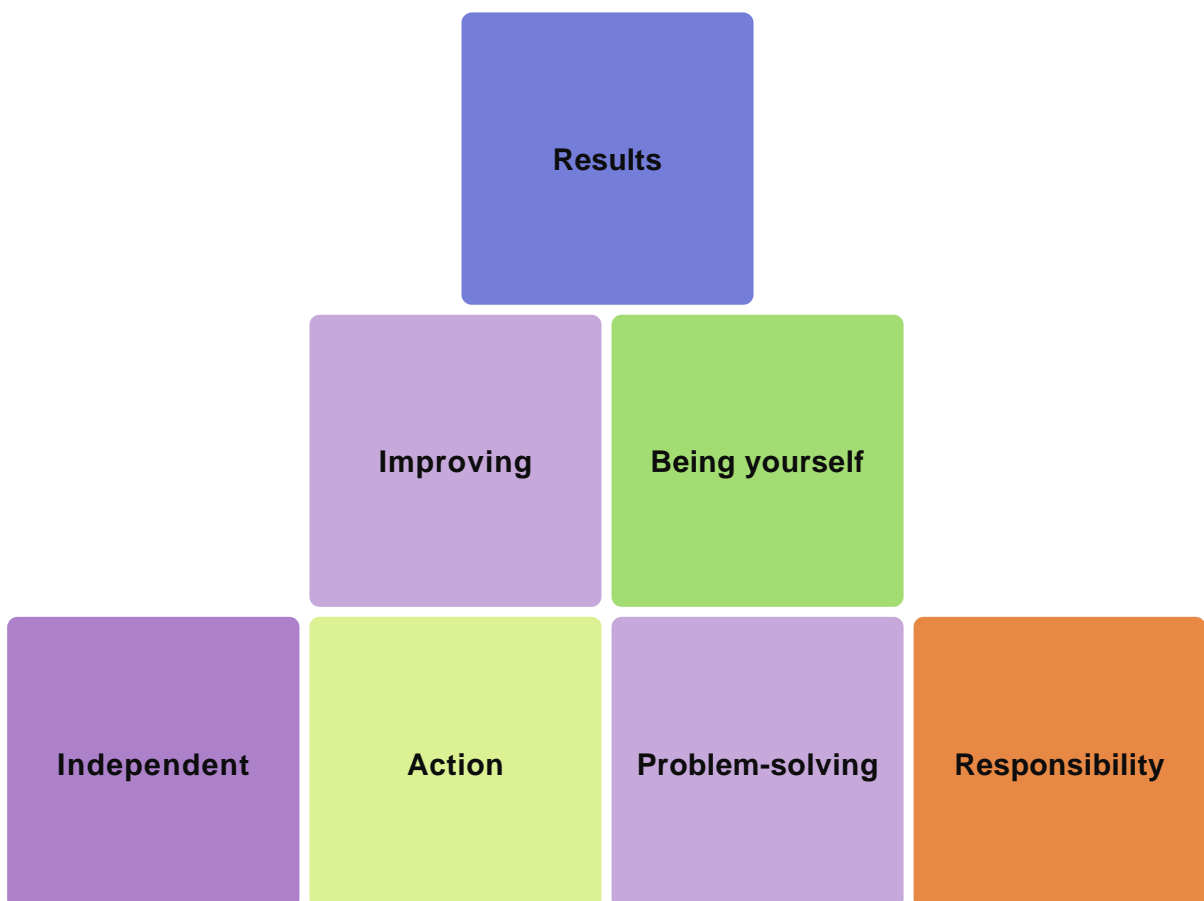 Results
Improving
Being yourself
Independent
Action
Problem-solving
Responsibility